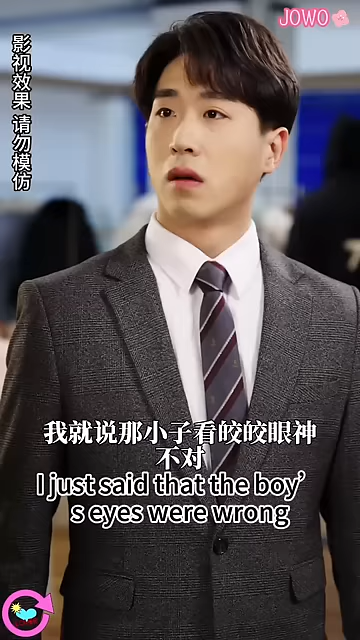 JOWO
影视效果 请勿模仿
我就说那小子看皎皎眼神
不对
I just said that the boy’
s eyes were wrong